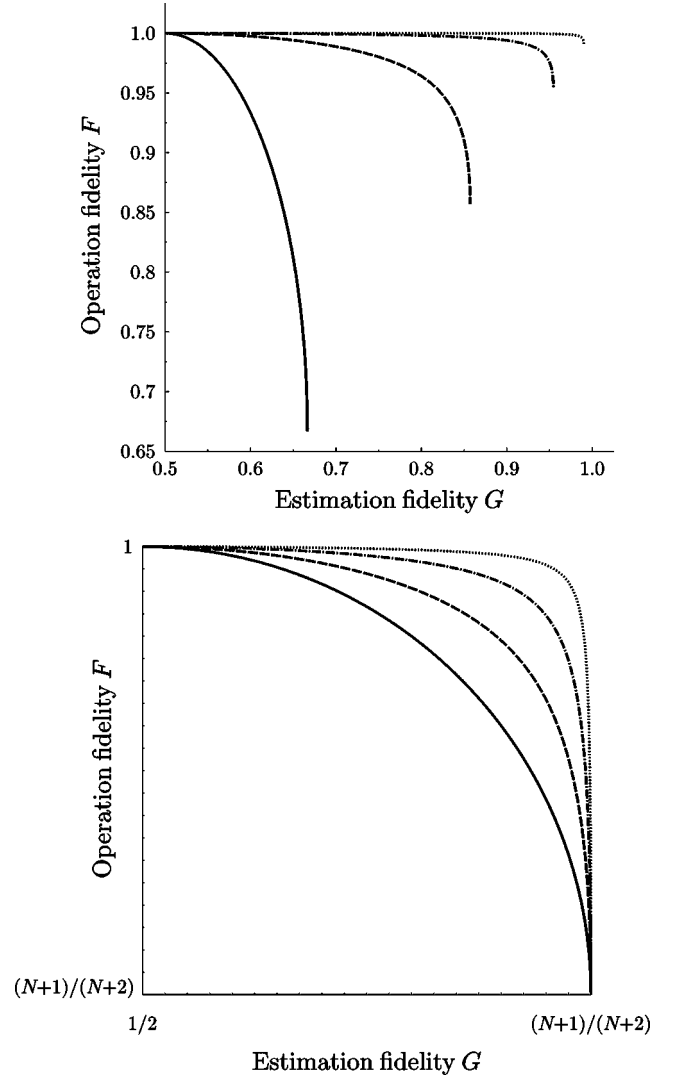 1.0
0.95
0.9
0.85
0.8
0.75
0.7
0.65
Operation fidelity F
0.5 0.6 0.7 0.8 0.9 1.0
Estimation fidelity G
1
Operation fidelity F
(N+1)/(N+2)
1/2 (N+1)/(N+2)
Estimation fidelity G